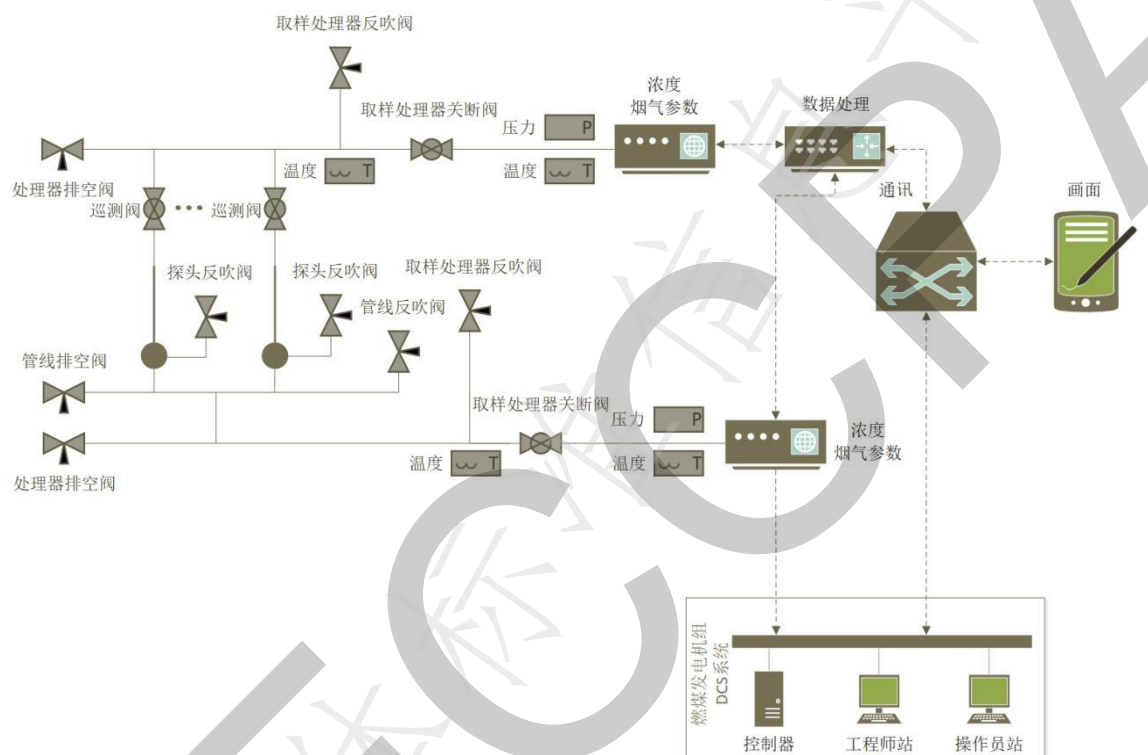 取样处理器反吹阀
浓度
烟气参数
数据处理
取样处理器关断阀
压力
P
温度
T
温度
T
处理器排空阀
巡测阀
巡测阀
通讯
画面
探头反吹阀
探头反吹阀
取样处理器反吹阀
管线反吹阀
管线排空阀
取样处理器关断阀
压力
P
浓度
烟气参数
温度
T
温度
T
处理器排空阀
燃煤发电机组
DCS系统
控制器
工程师站
操作员站
TCCPA